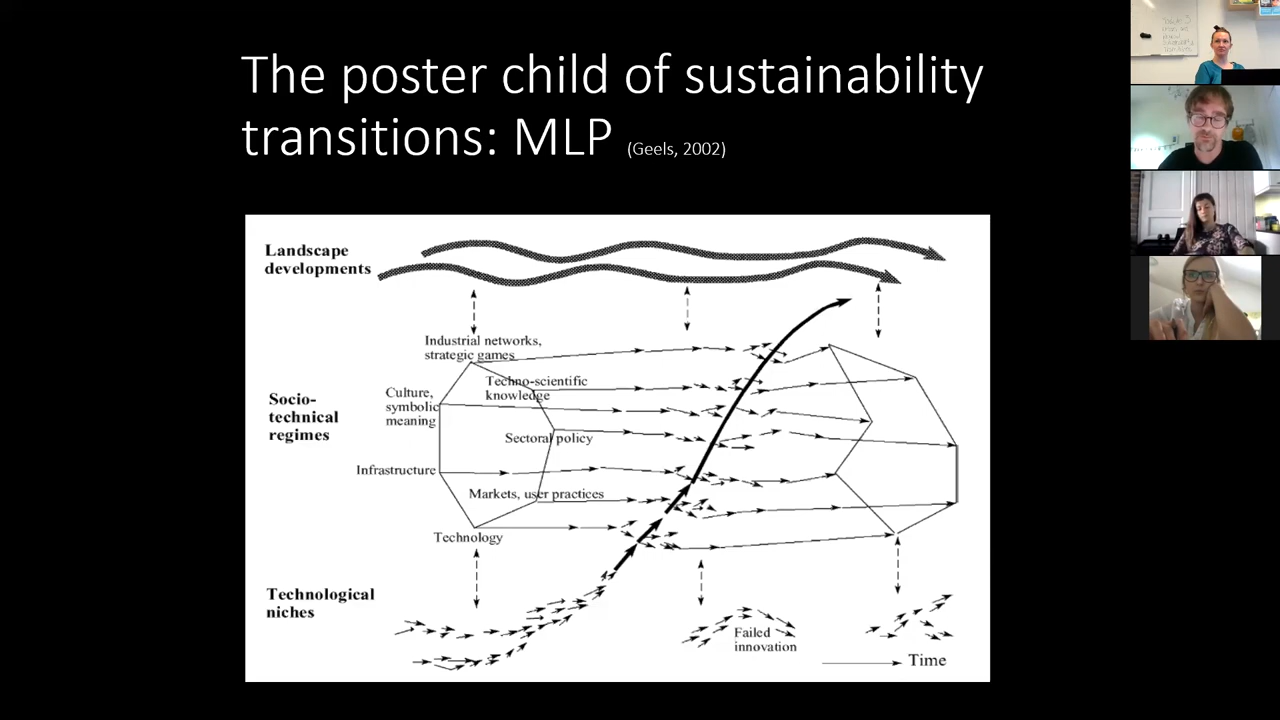 The poster child of sustainability
transitions: MLP (Geels, 2002)
Landscape
developments
Industrial networks,
strategic games
Techno-scientific
knowledge
Culture,
symbolic
meaning
Socio-
technical
regimes
Sectoral policy
Infrastructure
Markets, user practices
Technology
Technological
niches
Failed
innovation
Time